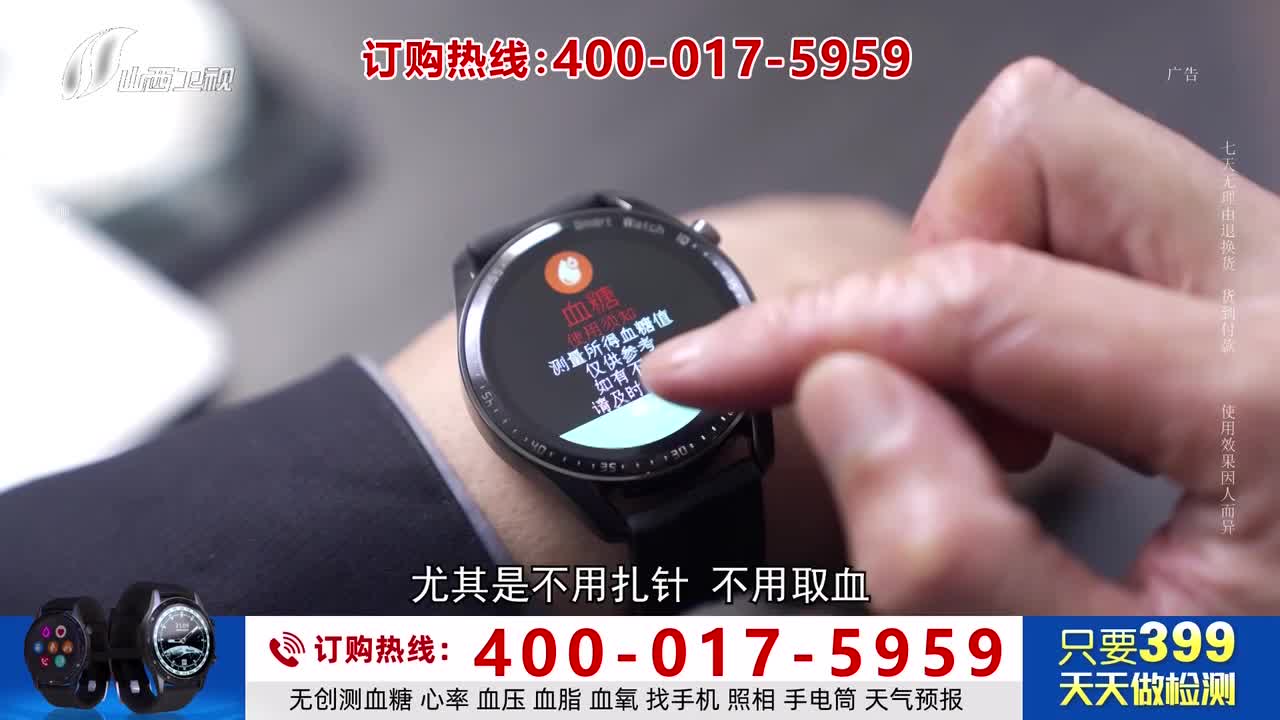 山西卫视
订购热线:400-017-5959
广告
七天无理由退换货 货到付款 使用效果因人而异
Smart Watch
血糖
使用须知
测量所得血糖值
仅供参考
如有不
请及时
尤其是不用扎针 不用取血
订购热线: 400-017-5959
无创测血糖 心率 血压 血脂 血氧 找手机 照相 手电筒 天气预报
只要399
天天做检测